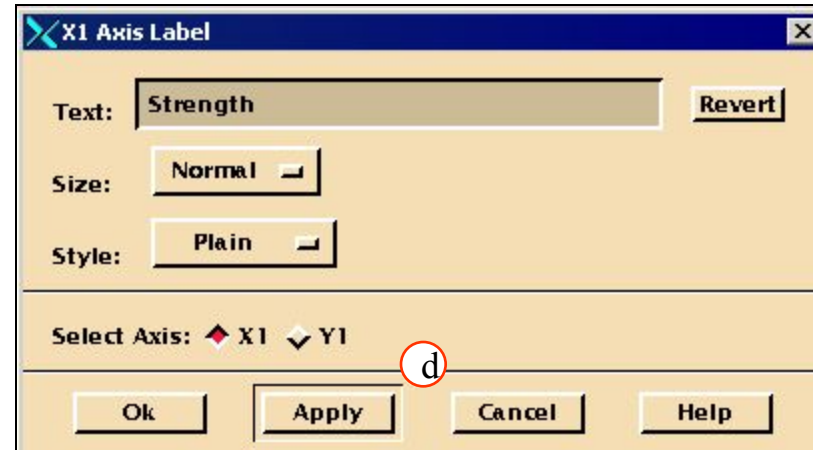 X1 Axis Label
Text: Strength Revert
Size: Normal
Style: Plain
Select Axis: X1 Y1
d
Ok Apply Cancel Help